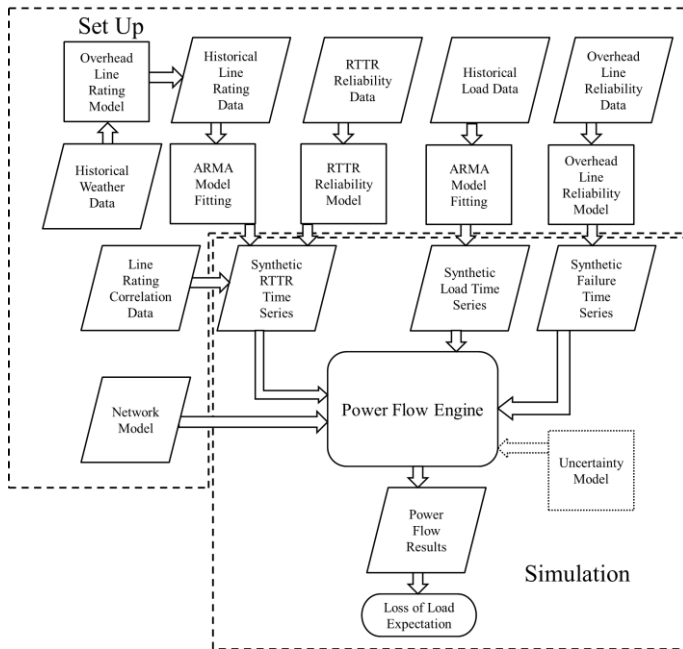 Set Up
Overhead
Line
Rating
Model
Historical
Line
Rating
Data
RTTR
Reliability
Data
Historical
Load Data
Overhead
Line
Reliability
Data
Historical
Weather
Data
ARMA
Model
Fitting
RTTR
Reliability
Model
ARMA
Model
Fitting
Overhead
Line
Reliability
Model
Line
Rating
Correlation
Data
Synthetic
RTTR
Time
Series
Synthetic
Load Time
Series
Synthetic
Failure
Time
Series
Network
Model
Power Flow Engine
Uncertainty
Model
Power
Flow
Results
Simulation
Loss of Load
Expectation